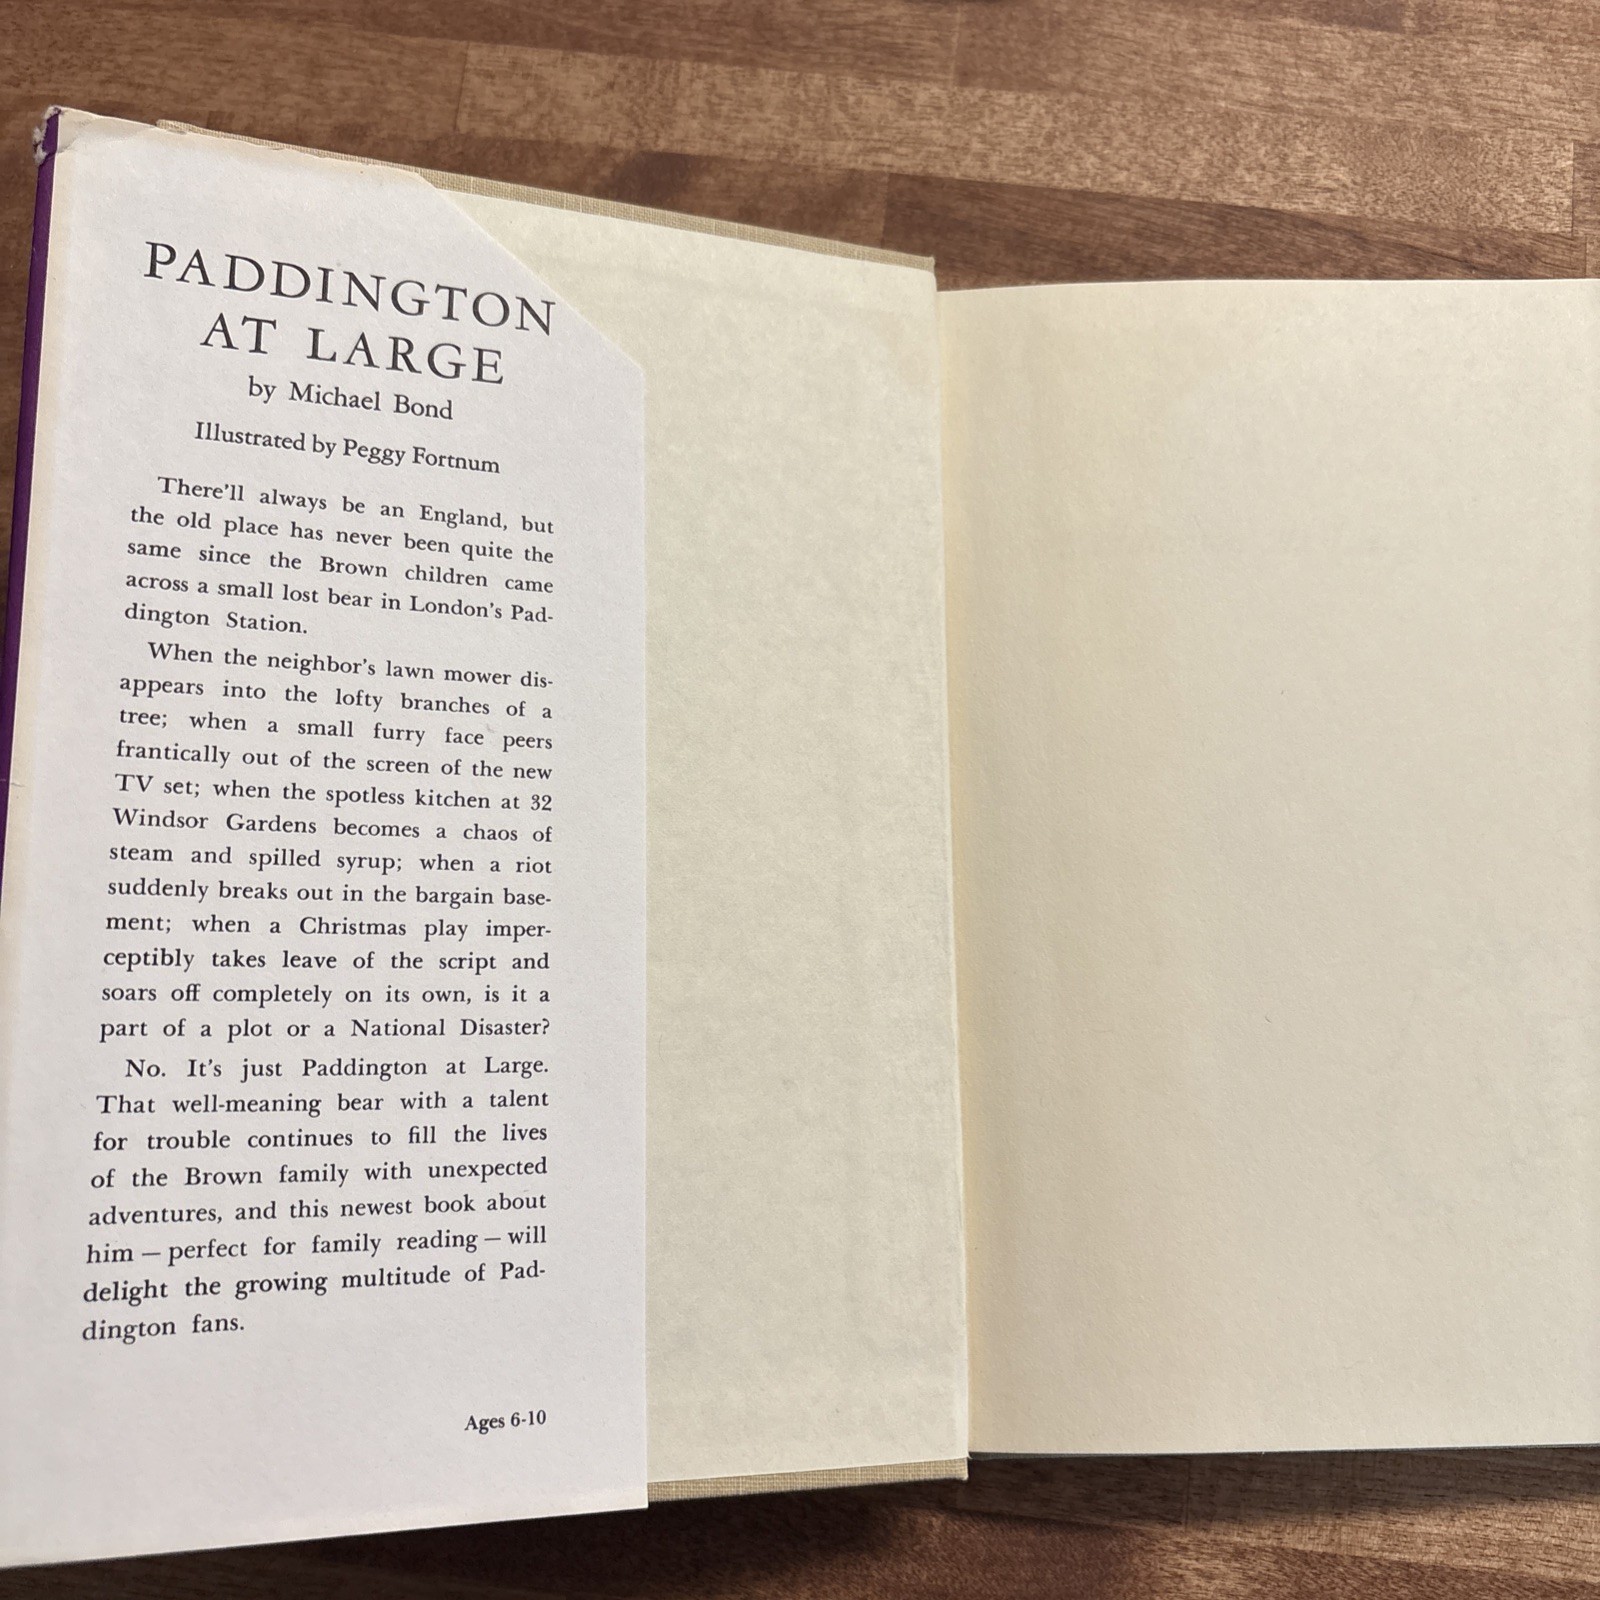 PADDINGTON
AT LARGE
by Michael Bond
Illustrated by Peggy Fortnum
There'll always be an England, but
the old place has never been quite the
same since the Brown children came
across a small lost bear in London's Pad-
dington Station.
When the neighbor's lawn mower dis-
appears into the lofty branches of a
tree; when a small furry face peers
frantically out of the screen of the new
TV set; when the spotless kitchen at 32
Windsor Gardens becomes a chaos of
steam and spilled syrup; when a riot
suddenly breaks out in the bargain base-
ment; when a Christmas play imper-
ceptibly takes leave of the script and
soars off completely on its own, is it a
part of a plot or a National Disaster?
No. It's just Paddington at Large.
That well-meaning bear with a talent
for trouble continues to fill the lives
of the Brown family with unexpected
adventures, and this newest book about
him — perfect for family reading — will
delight the growing multitude of Pad-
dington fans.
Ages 6-10